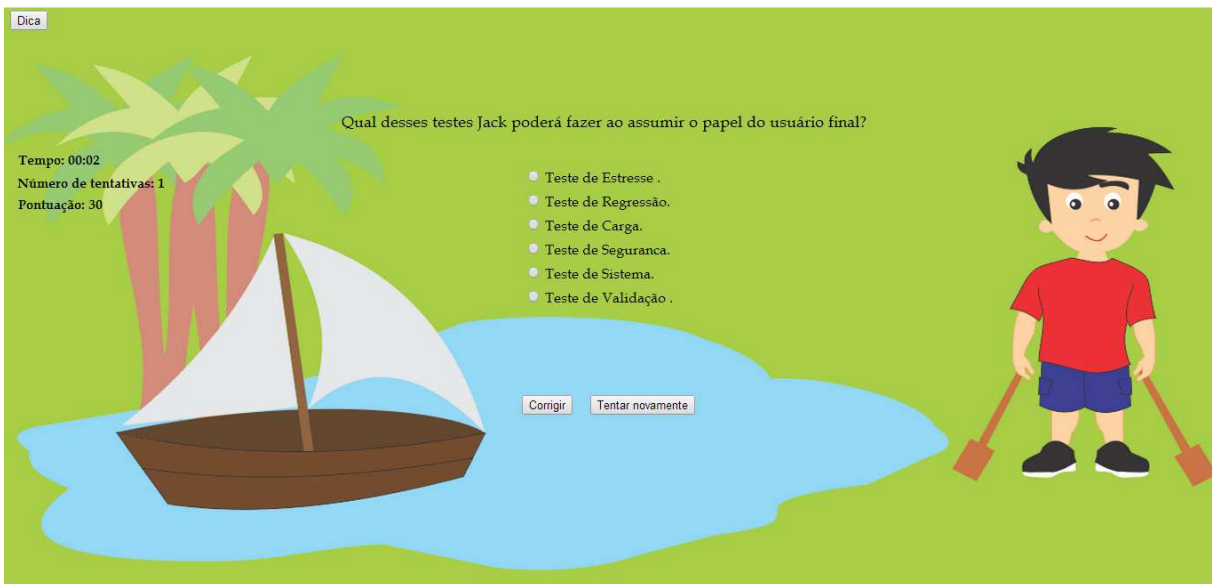 Dica
Qual desses testes Jack poderá fazer ao assumir o papel do usuário final?
Tempo: 00:02
Número de tentativas: 1
Pontuação: 30
Teste de Estresse .
Teste de Regressão.
Teste de Carga.
Teste de Seguranca.
Teste de Sistema.
Teste de Validação .
Corrigir
Tentar novamente